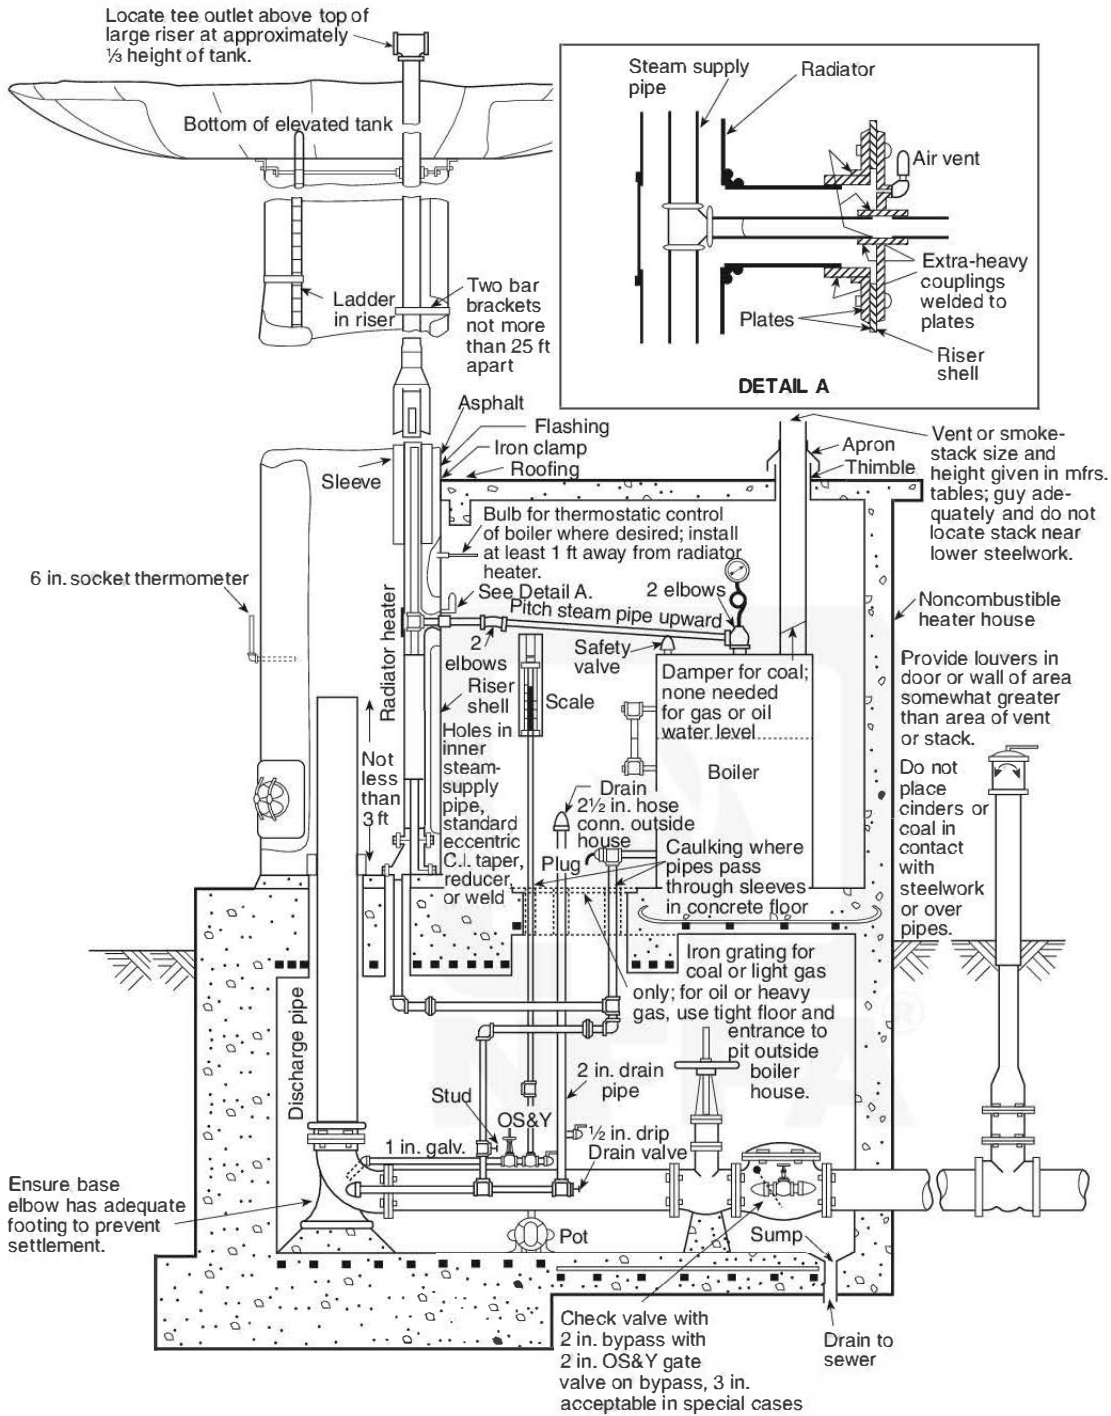 Locate tee outlet above top of
large riser at approximately
⅓ height of tank.
Bottom of elevated tank
Ladder
in riser
Two bar
brackets
not more
than 25 ft
apart
Steam supply
pipe
Radiator
Air vent
Extra-heavy
couplings
welded to
plates
Plates
Riser
shell
DETAIL A
Asphalt
Flashing
Iron clamp
Roofing
Sleeve
Apron
Thimble
Vent or smoke-
stack size and
height given in mfrs.
tables; guy ade-
quately and do not
locate stack near
lower steelwork.
Bulb for thermostatic control
of boiler where desired; install
at least 1 ft away from radiator
heater.
6 in. socket thermometer
See Detail A.
2 elbows
Pitch steam pipe upward
Noncombustible
heater house
Radiator heater
2
elbows
Safety
valve
Riser
shell
Scale
Damper for coal;
none needed
for gas or oil
water level
Boiler
Provide louvers in
door or wall of area
somewhat greater
than area of vent
or stack.
Not
less
than
3 ft
Holes in
inner
steam-
supply
pipe,
standard
eccentric
C.I. taper,
reducer,
or weld
Drain
2½ in. hose
conn. outside
house
Plug
Caulking where
pipes pass
through sleeves
in concrete floor
Do not
place
cinders or
coal in
contact
with
steelwork
or over
pipes.
Iron grating for
coal or light gas
only; for oil or heavy
gas, use tight floor and
entrance to
pit outside
boiler
house.
Discharge pipe
2 in. drain
pipe
Stud
OS&Y
1 in. galv.
½ in. drip
Drain valve
Ensure base
elbow has adequate
footing to prevent
settlement.
Pot
Sump
Check valve with
2 in. bypass with
2 in. OS&Y gate
valve on bypass, 3 in.
acceptable in special cases
Drain to
sewer
NFPA
®